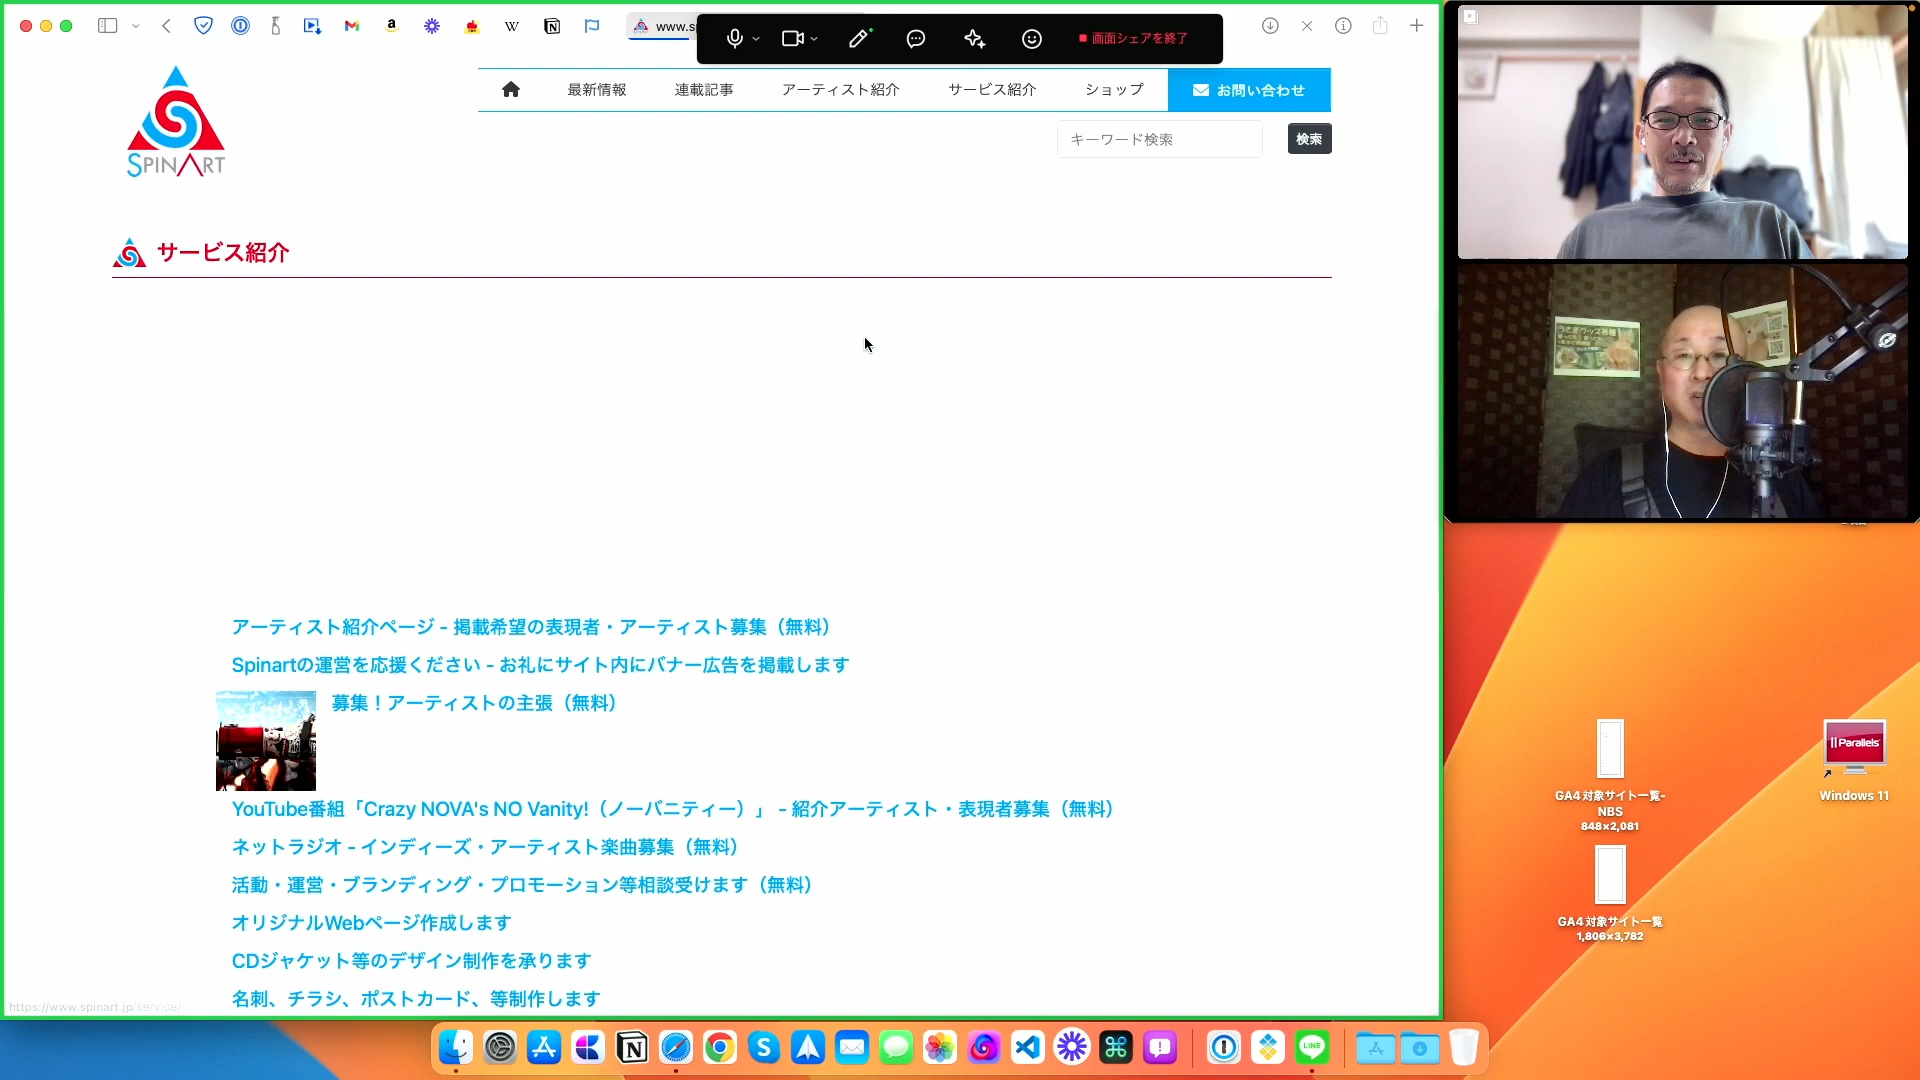 www.s
画面シェアを終了
SPINART
最新情報
連載記事
アーティスト紹介
サービス紹介
ショップ
お問い合わせ
キーワード検索
検索
サービス紹介
アーティスト紹介ページ - 掲載希望の表現者・アーティスト募集（無料）
Spinartの運営を応援ください - お礼にサイト内にバナー広告を掲載します
募集！アーティストの主張（無料）
YouTube番組「Crazy NOVA's NO Vanity!（ノーバニティー）」 - 紹介アーティスト・表現者募集（無料）
ネットラジオ - インディーズ・アーティスト楽曲募集（無料）
活動・運営・ブランディング・プロモーション等相談受けます（無料）
オリジナルWebページ作成します
CDジャケット等のデザイン制作を承ります
名刺、チラシ、ポストカード、等制作します
https://www.spinart.jp/service/
うさぎグッズ各種
GA4 対象サイト一覧-
NBS
848×2,081
GA4 対象サイト一覧
1,806×3,782
Parallels
Windows 11
LINE